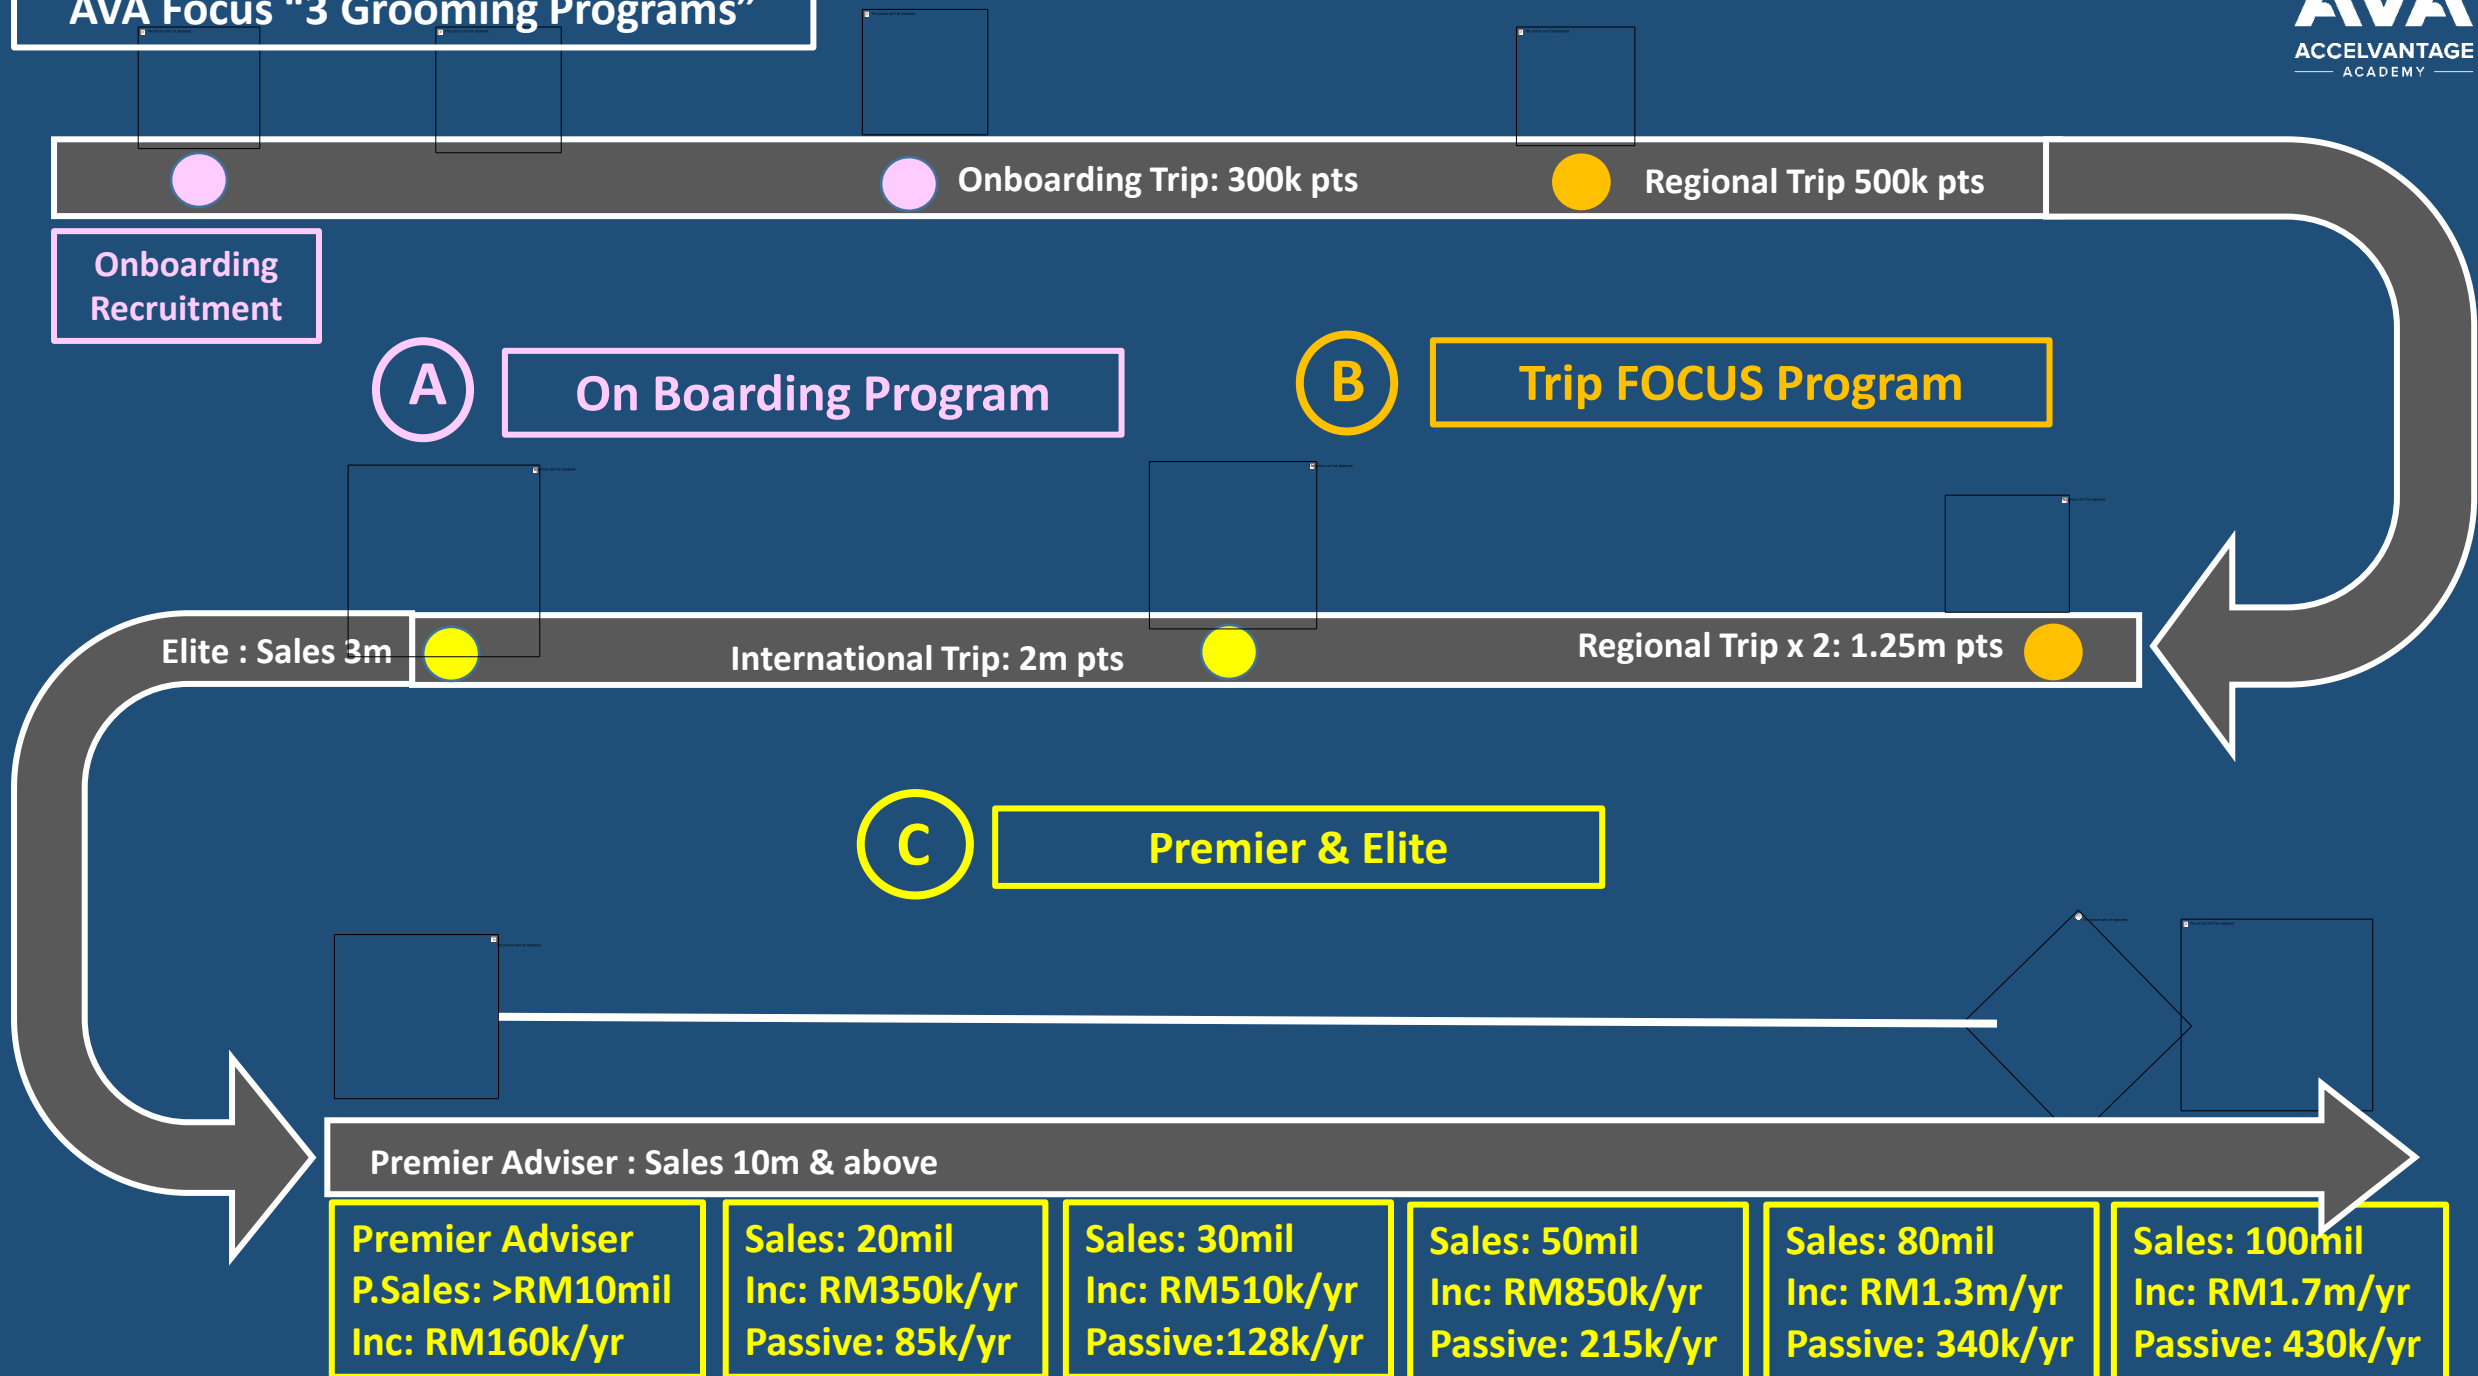 AVA Focus "3 Grooming Programs”
AVA
ACCELVANTAGE
ACADEMY
Onboarding Trip: 300k pts
Regional Trip 500k pts
Onboarding
Recruitment
A
On Boarding Program
B
Trip FOCUS Program
Elite : Sales 3m
International Trip: 2m pts
Regional Trip x 2: 1.25m pts
C
Premier & Elite
Premier Adviser : Sales 10m & above
Premier Adviser
P.Sales: >RM10mil
Inc: RM160k/yr
Sales: 20mil
Inc: RM350k/yr
Passive: 85k/yr
Sales: 30mil
Inc: RM510k/yr
Passive:128k/yr
Sales: 50mil
Inc: RM850k/yr
Passive: 215k/yr
Sales: 80mil
Inc: RM1.3m/yr
Passive: 340k/yr
Sales: 100mil
Inc: RM1.7m/yr
Passive: 430k/yr